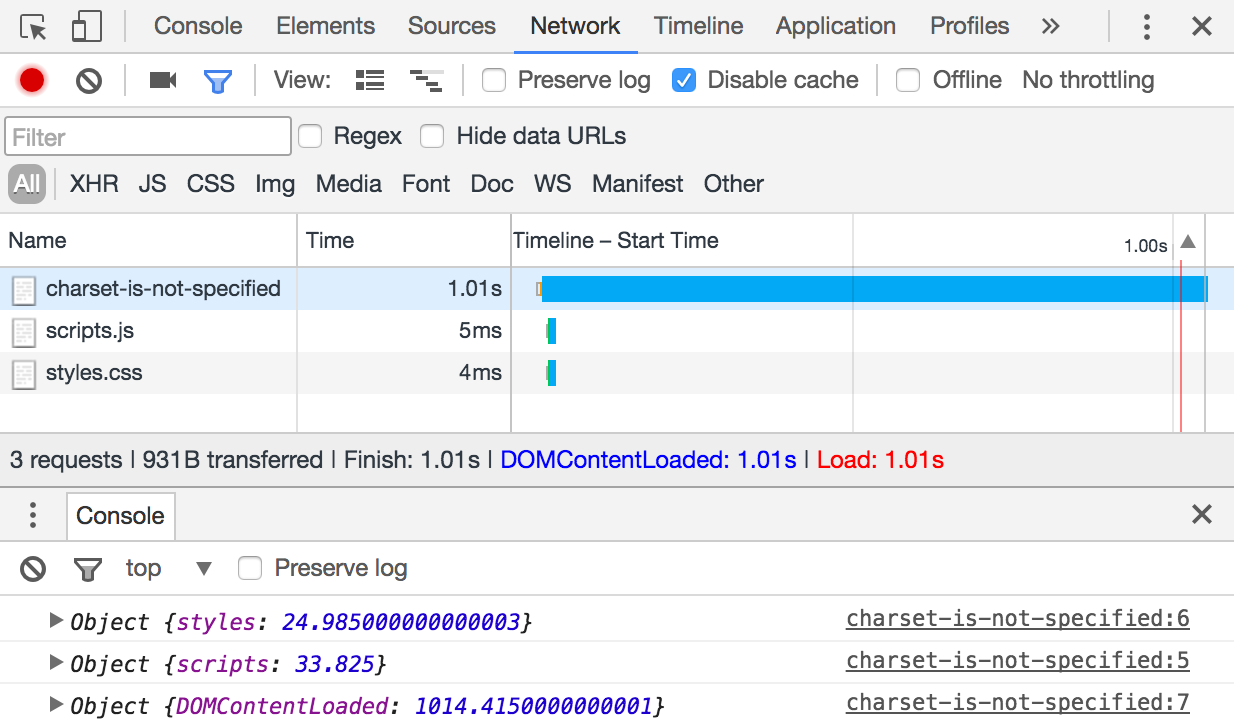 Console Elements Sources Network Timeline Application Profiles »
View: Preserve log Disable cache Offline No throttling
Filter Regex Hide data URLs
All XHR JS CSS Img Media Font Doc WS Manifest Other
Name Time Timeline – Start Time 1.00s
charset-is-not-specified 1.01s
scripts.js 5ms
styles.css 4ms
3 requests | 931B transferred | Finish: 1.01s | DOMContentLoaded: 1.01s | Load: 1.01s
Console
top Preserve log
Object {styles: 24.985000000000003} charset-is-not-specified:6
Object {scripts: 33.825} charset-is-not-specified:5
Object {DOMContentLoaded: 1014.4150000000001} charset-is-not-specified:7